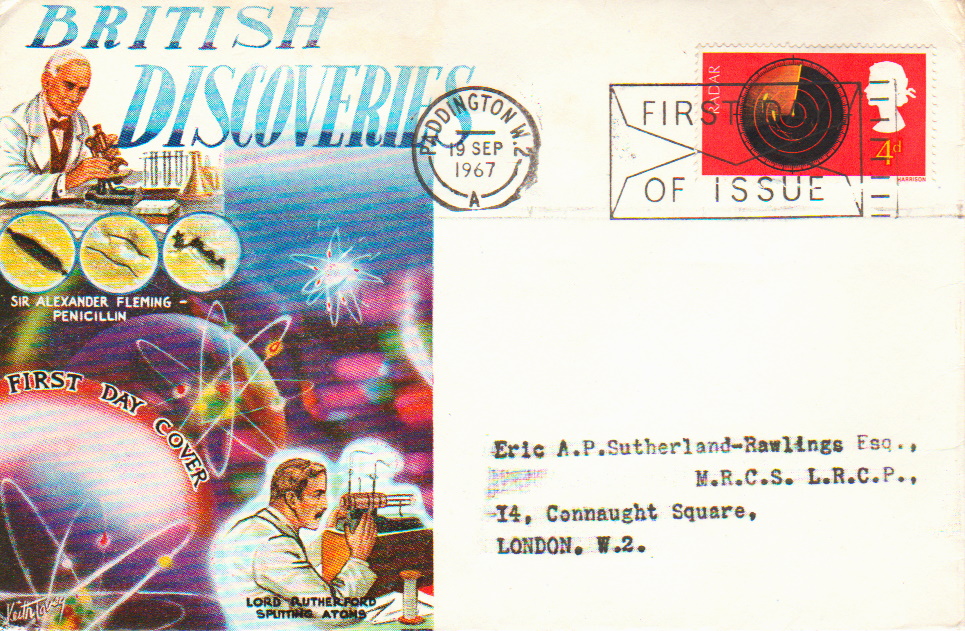 BRITISH
DISCOVERIES
SIR ALEXANDER FLEMING -
PENICILLIN
FIRST DAY COVER
LORD RUTHERFORD
SPLITTING ATOMS
PADDINGTON W.2
19 SEP
1967
A
FIRST DAY
OF ISSUE
RADAR
4d
HARRISON
Eric A.P.Sutherland-Rawlings Esq.,
M.R.C.S. L.R.C.P.,
14, Connaught Square,
LONDON. W.2.